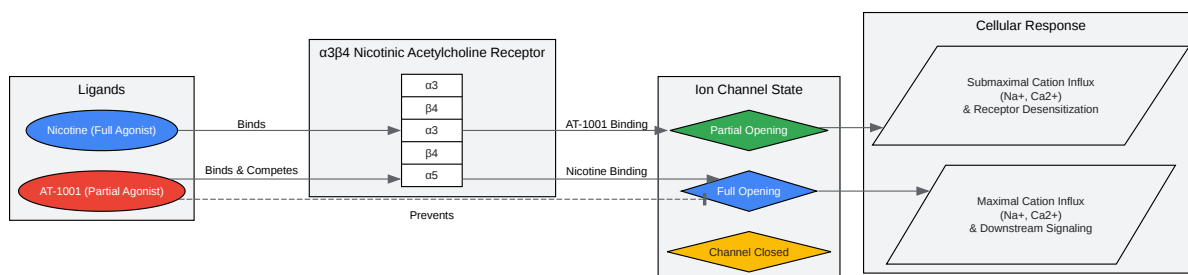 Ligands
Nicotine (Full Agonist)
AT-1001 (Partial Agonist)
Binds
Binds & Competes
Prevents
α3β4 Nicotinic Acetylcholine Receptor
α3
β4
α3
β4
α5
AT-1001 Binding
Nicotine Binding
Ion Channel State
Partial Opening
Full Opening
Channel Closed
Cellular Response
Submaximal Cation Influx
(Na+, Ca2+)
& Receptor Desensitization
Maximal Cation Influx
(Na+, Ca2+)
& Downstream Signaling